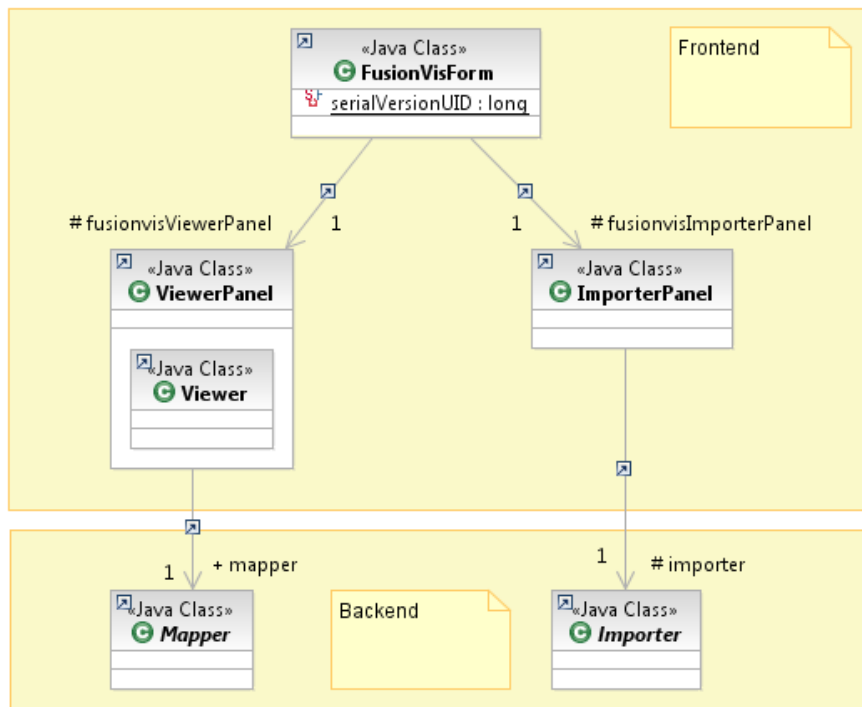 «Java Class»
C FusionVisForm
S F serialVersionUID : long
Frontend
# fusionvisViewerPanel
1
1
# fusionvisImporterPanel
«Java Class»
C ViewerPanel
«Java Class»
C ImporterPanel
«Java Class»
C Viewer
1
+ mapper
1
# importer
«Java Class»
C Mapper
Backend
«Java Class»
C Importer